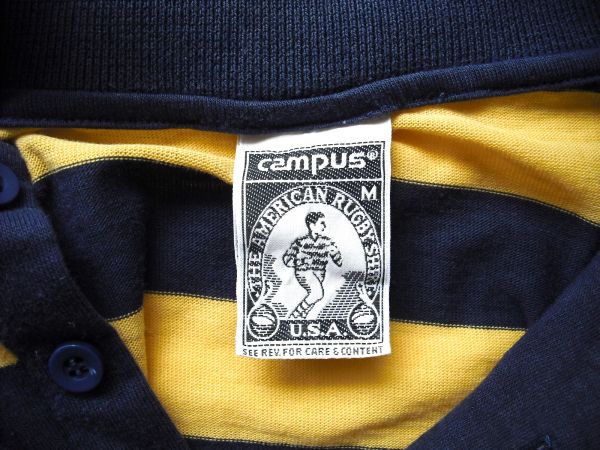 campus®
M
THE AMERICAN RUGBY SHIRT
U.S.A
SEE REV. FOR CARE & CONTENT